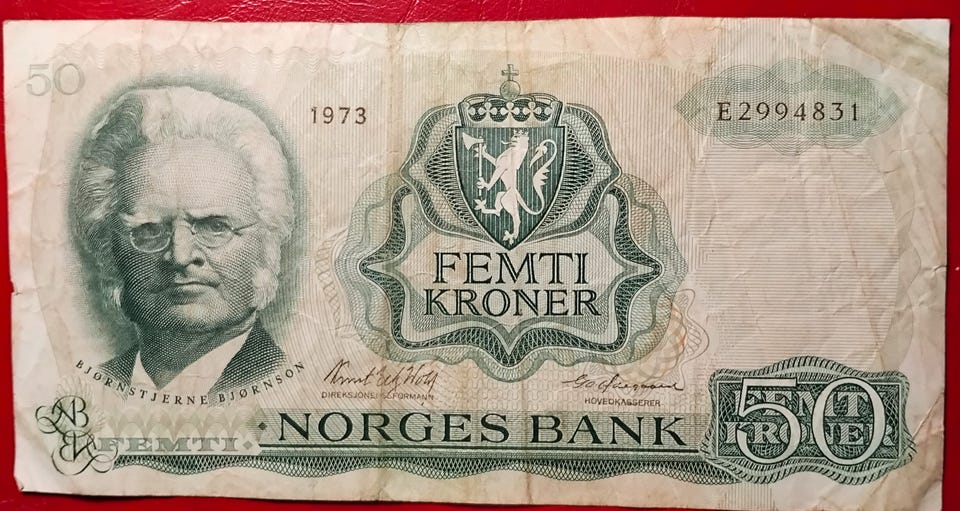 50
1973
E2994831
FEMTI
KRONER
BJØRNSTJERNE BJØRNSON
DIREKSJONENS FORMANN
HOVEDKASSERER
FEMTI
NORGES BANK
FEMTI
KRONER
50